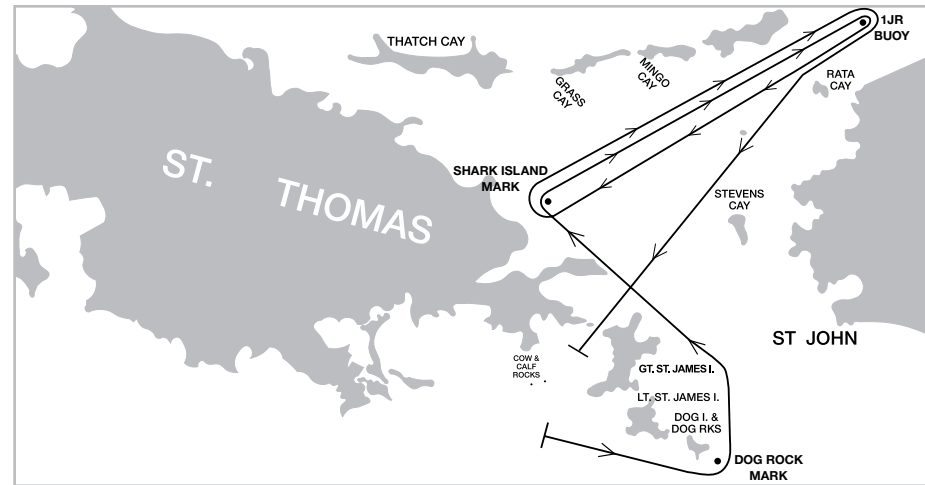 THATCH CAY
1JR
BUOY
GRASS
CAY
MINGO
CAY
RATA
CAY
ST. THOMAS
SHARK ISLAND
MARK
STEVENS
CAY
ST JOHN
COW &
CALF
ROCKS
GT. ST. JAMES I.
LT. ST. JAMES I.
DOG I. &
DOG RKS
DOG ROCK
MARK